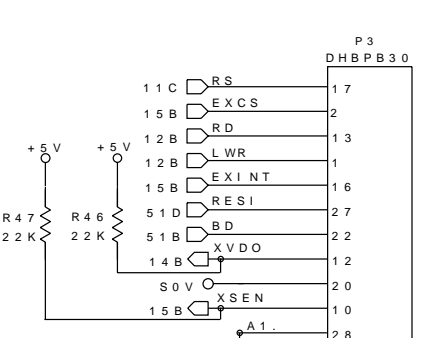 P3
DHBPB30
11C RS 17
15B EXCS 2
12B RD 13
+5V +5V
12B LWR 1
15B EXINT 16
R47 R46 51D RESI 27
22K 22K 51B BD 22
XVDO
14B 12
S0V 20
XSEN
15B 10
A1. 28